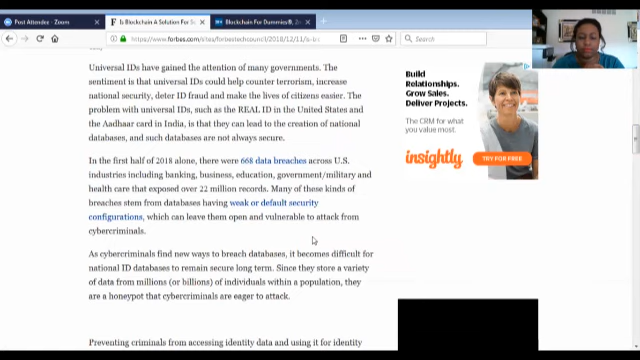 Post Attendee - Zoom
Is Blockchain A Solution For S
Blockchain For Dummies®, 2
https://www.forbes.com/sites/forbestechcouncil/2018/12/11/is-b
Search
Universal IDs have gained the attention of many governments. The
sentiment is that universal IDs could help counter terrorism, increase
national security, deter ID fraud and make the lives of citizens easier. The
problem with universal IDs, such as the REAL ID in the United States and
the Aadhaar card in India, is that they can lead to the creation of national
databases, and such databases are not always secure.
In the first half of 2018 alone, there were 668 data breaches across U.S.
industries including banking, business, education, government/military and
health care that exposed over 22 million records. Many of these kinds of
breaches stem from databases having weak or default security
configurations, which can leave them open and vulnerable to attack from
cybercriminals.
As cybercriminals find new ways to breach databases, it becomes difficult for
national ID databases to remain secure long term. Since they store a variety
of data from millions (or billions) of individuals within a population, they
are a honeypot that cybercriminals are eager to attack.
Preventing criminals from accessing identity data and using it for identity
Build
Relationships.
Grow Sales.
Deliver Projects.
The CRM for what
you value most.
insightly
TRY FOR FREE